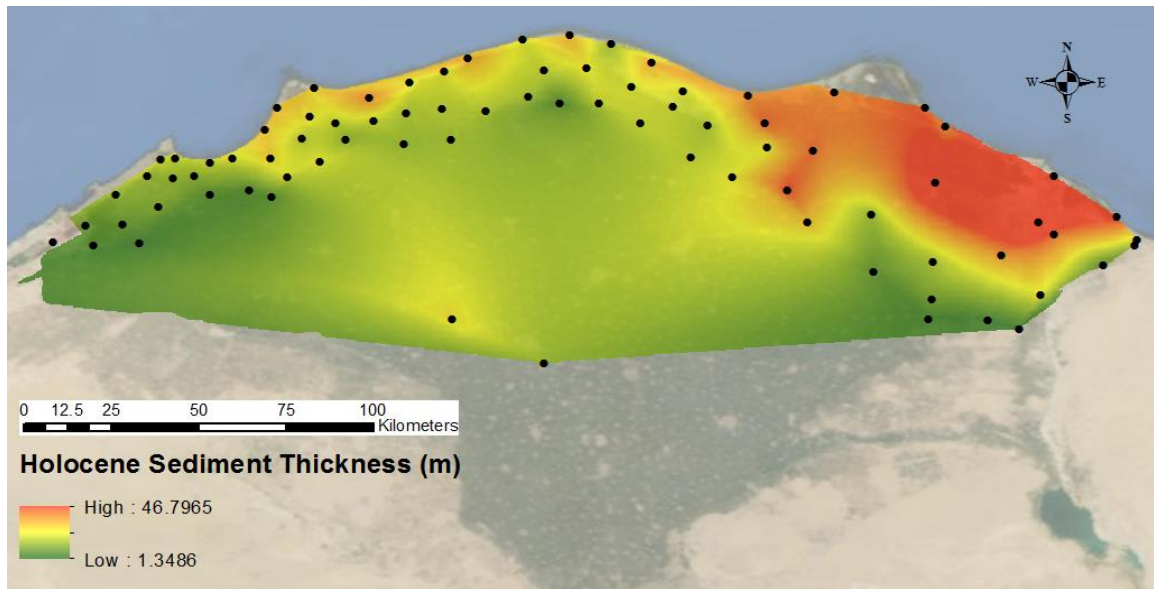 N
W E
S
0 12.5 25 50 75 100
Kilometers
Holocene Sediment Thickness (m)
High : 46.7965
Low : 1.3486